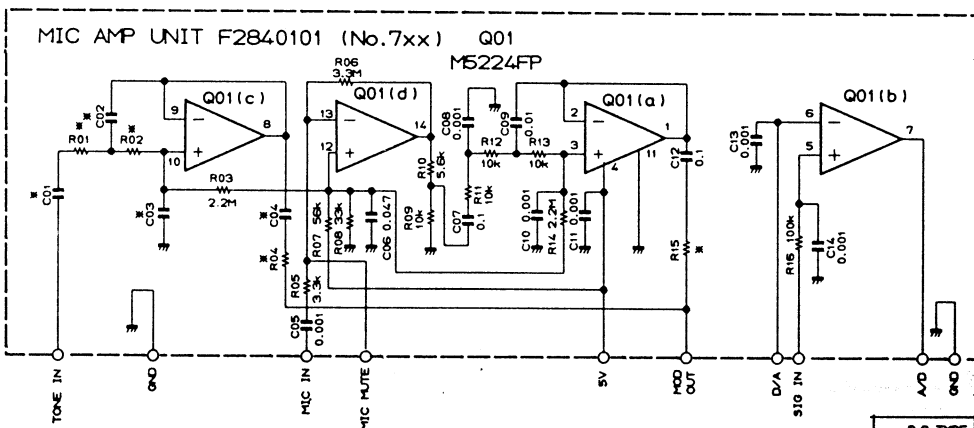 MIC AMP UNIT F2840101 (No.7xx)
Q01
M5224FP
R06
3.3M
Q01(c)
Q01(d)
Q01(a)
Q01(b)
C02
※
9
8
10
R01
※
R02
※
R03
2.2M
C01
※
C03
※
C04
※
R04
※
13
14
12
R10
5.6k
R09
10k
R07
56k
R08
33k
C06
0.047
R05
3.3k
C05
0.001
C08
0.001
C09
0.01
R12
10k
R13
10k
R11
10k
C07
0.1
2
1
3
4
11
C10
0.001
R14
2.2M
C11
0.001
C12
0.1
R15
※
C13
0.001
6
7
5
R16
100k
C14
0.001
TONE IN
GND
MIC IN
MIC MUTE
5V
MOD OUT
D/A
SIG IN
A/D
GND